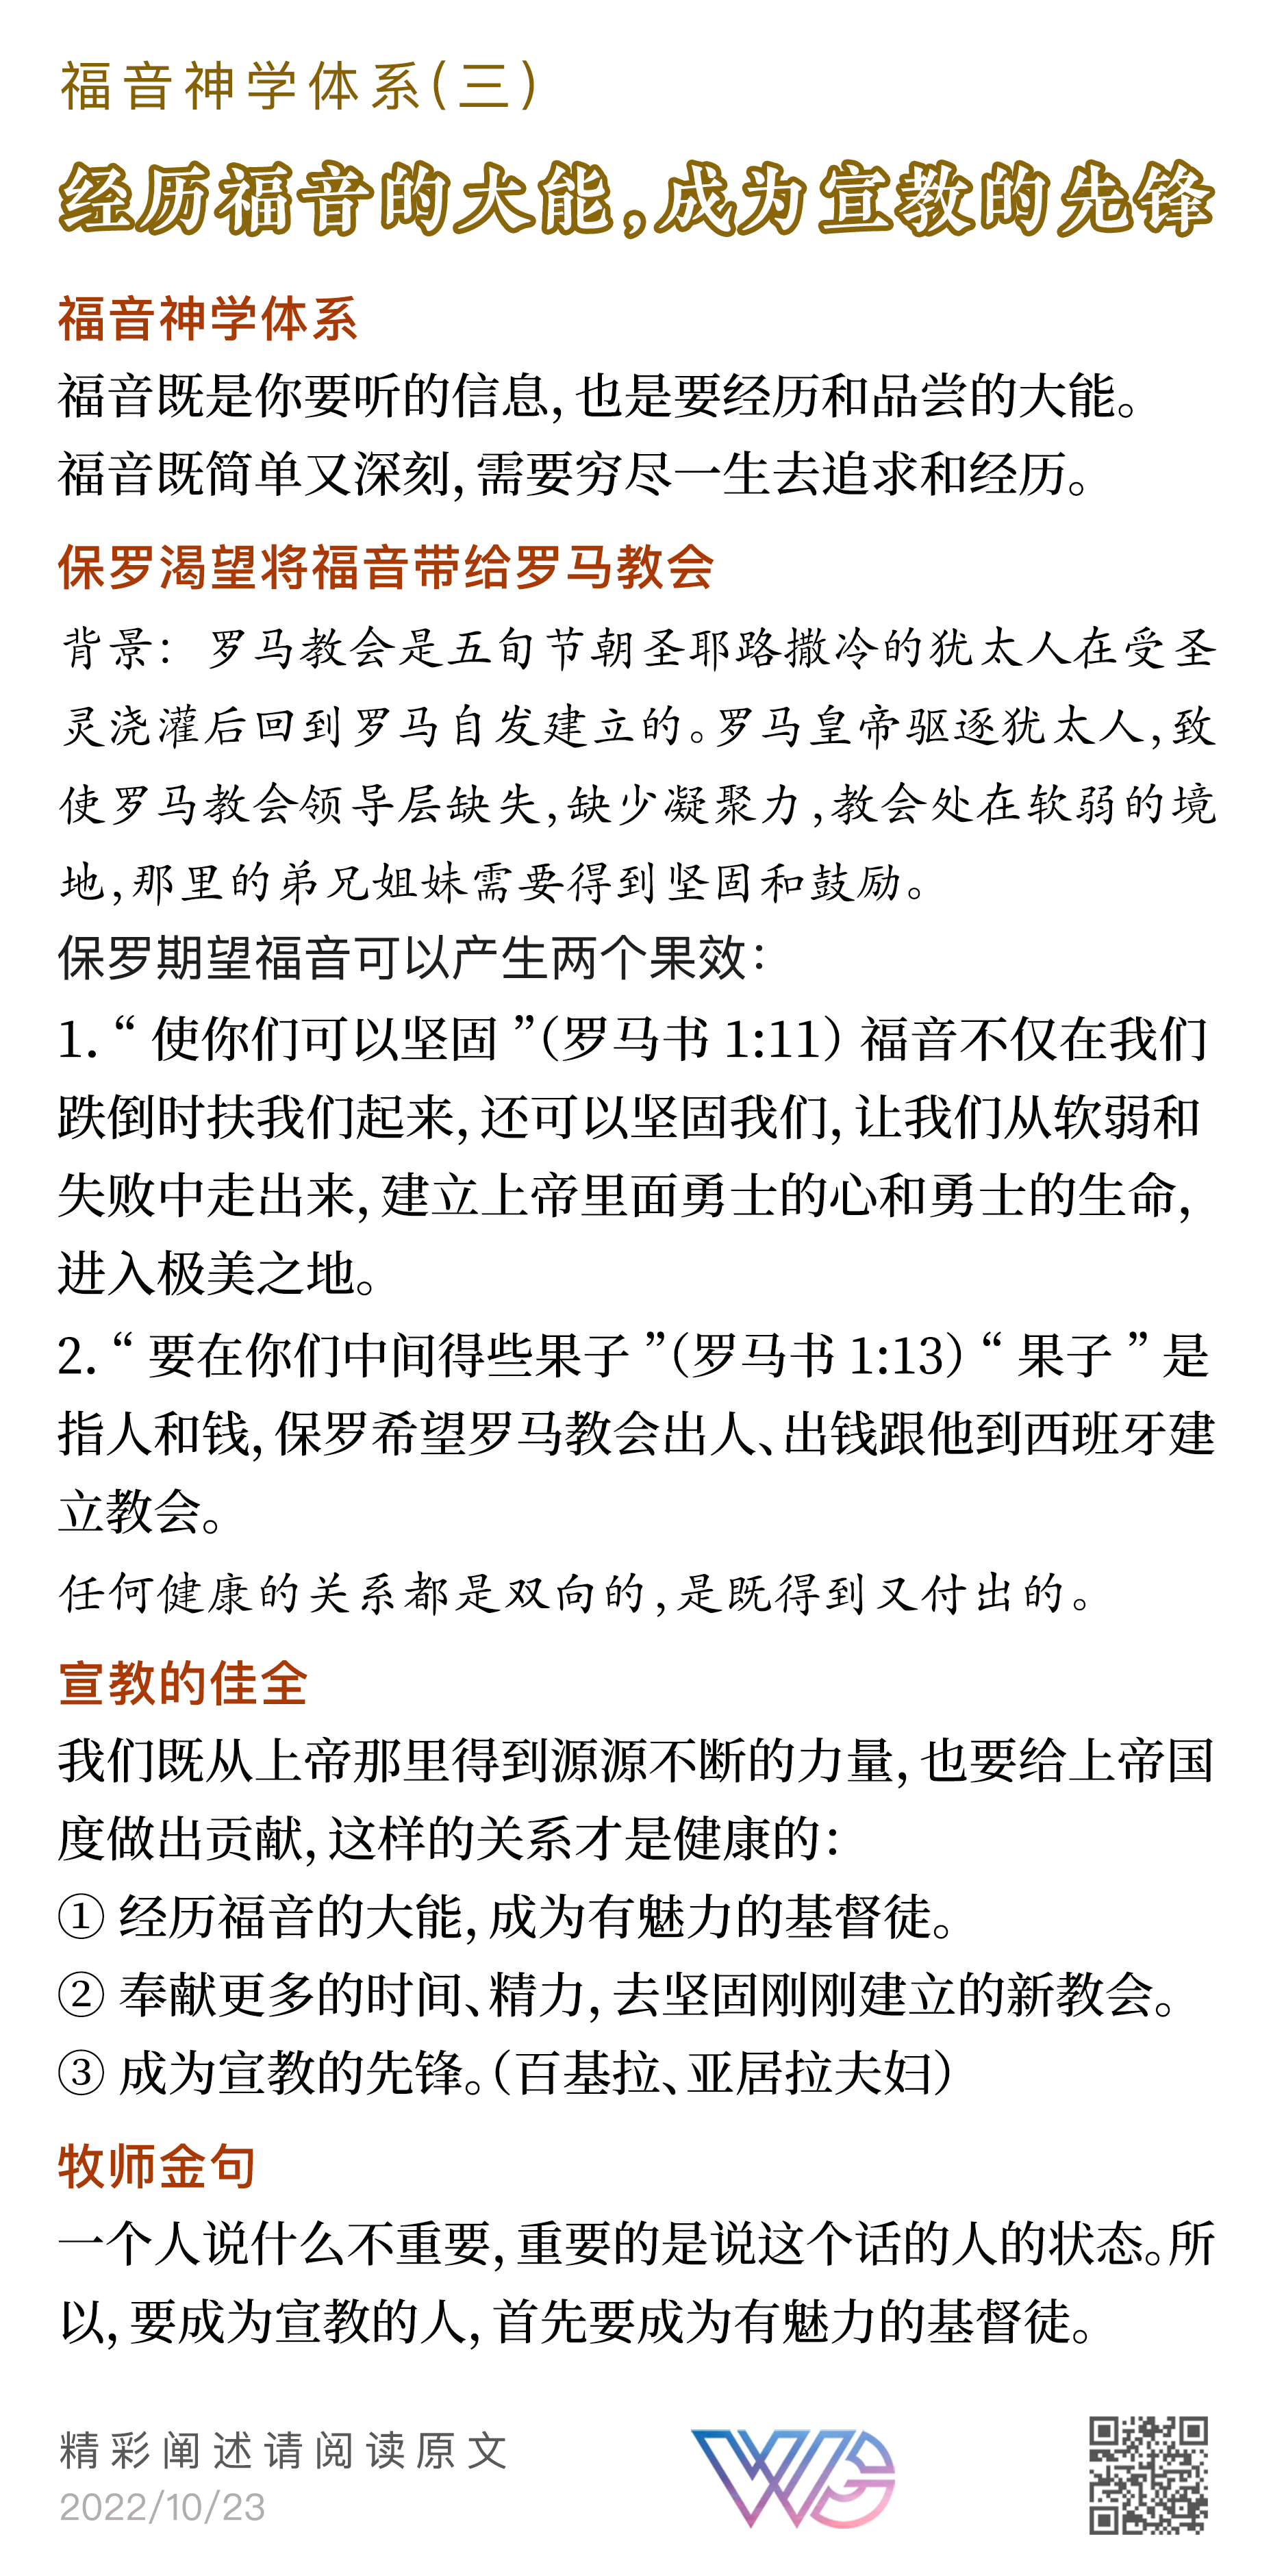 福音神学体系(三)
经历福音的大能,成为宣教的先锋
福音神学体系
福音既是你要听的信息,也是要经历和品尝的大能。
福音既简单又深刻,需要穷尽一生去追求和经历。
保罗渴望将福音带给罗马教会
背景：罗马教会是五旬节朝圣耶路撒冷的犹太人在受圣
灵浇灌后回到罗马自发建立的。罗马皇帝驱逐犹太人,致
使罗马教会领导层缺失,缺少凝聚力,教会处在软弱的境
地,那里的弟兄姐妹需要得到坚固和鼓励。
保罗期望福音可以产生两个果效：
1. “ 使你们可以坚固 ”（罗马书 1:11）福音不仅在我们
跌倒时扶我们起来,还可以坚固我们,让我们从软弱和
失败中走出来,建立上帝里面勇士的心和勇士的生命,
进入极美之地。
2. “ 要在你们中间得些果子 ”（罗马书 1:13）“ 果子 ” 是
指人和钱,保罗希望罗马教会出人、出钱跟他到西班牙建
立教会。
任何健康的关系都是双向的,是既得到又付出的。
宣教的佳全
我们既从上帝那里得到源源不断的力量,也要给上帝国
度做出贡献,这样的关系才是健康的：
① 经历福音的大能,成为有魅力的基督徒。
② 奉献更多的时间、精力,去坚固刚刚建立的新教会。
③ 成为宣教的先锋。（百基拉、亚居拉夫妇）
牧师金句
一个人说什么不重要,重要的是说这个话的人的状态。所
以,要成为宣教的人,首先要成为有魅力的基督徒。
精彩阐述请阅读原文
2022/10/23